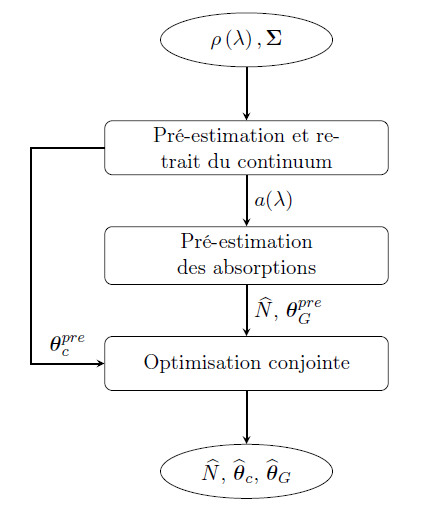 ρ (λ) , Σ
Pré-estimation et re-
trait du continuum
a(λ)
Pré-estimation
des absorptions
N̂, θ_G^{pre}
θ_c^{pre}
Optimisation conjointe
N̂, θ̂_c, θ̂_G